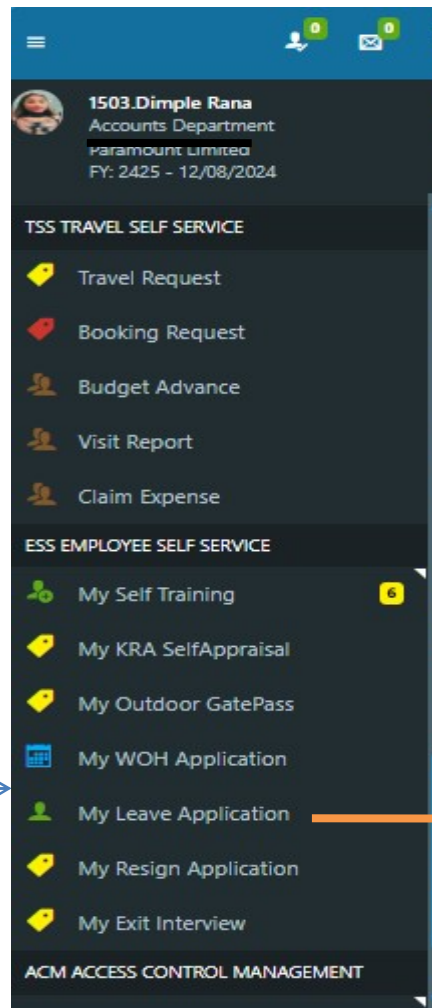 0
0
1503.Dimple Rana
Accounts Department
Paramount Limited
FY: 2425 - 12/08/2024
TSS TRAVEL SELF SERVICE
Travel Request
Booking Request
Budget Advance
Visit Report
Claim Expense
ESS EMPLOYEE SELF SERVICE
My Self Training 6
My KRA SelfAppraisal
My Outdoor GatePass
My WOH Application
My Leave Application
My Resign Application
My Exit Interview
ACM ACCESS CONTROL MANAGEMENT